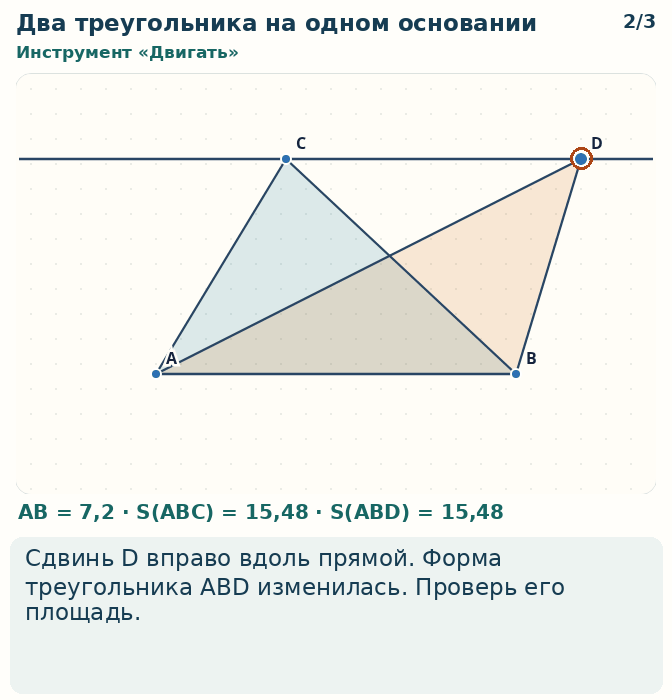 Два треугольника на одном основании
2/3
Инструмент «Двигать»
C
D
A
B
AB = 7,2 · S(ABC) = 15,48 · S(ABD) = 15,48
Сдвинь D вправо вдоль прямой. Форма
треугольника ABD изменилась. Проверь его
площадь.